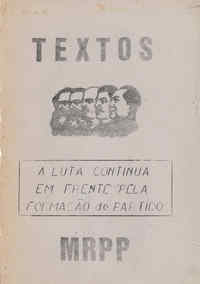 TEXTOS
A LUTA CONTINUA
EM FRENTE PELA
FORMAÇÃO do PARTIDO
MRPP